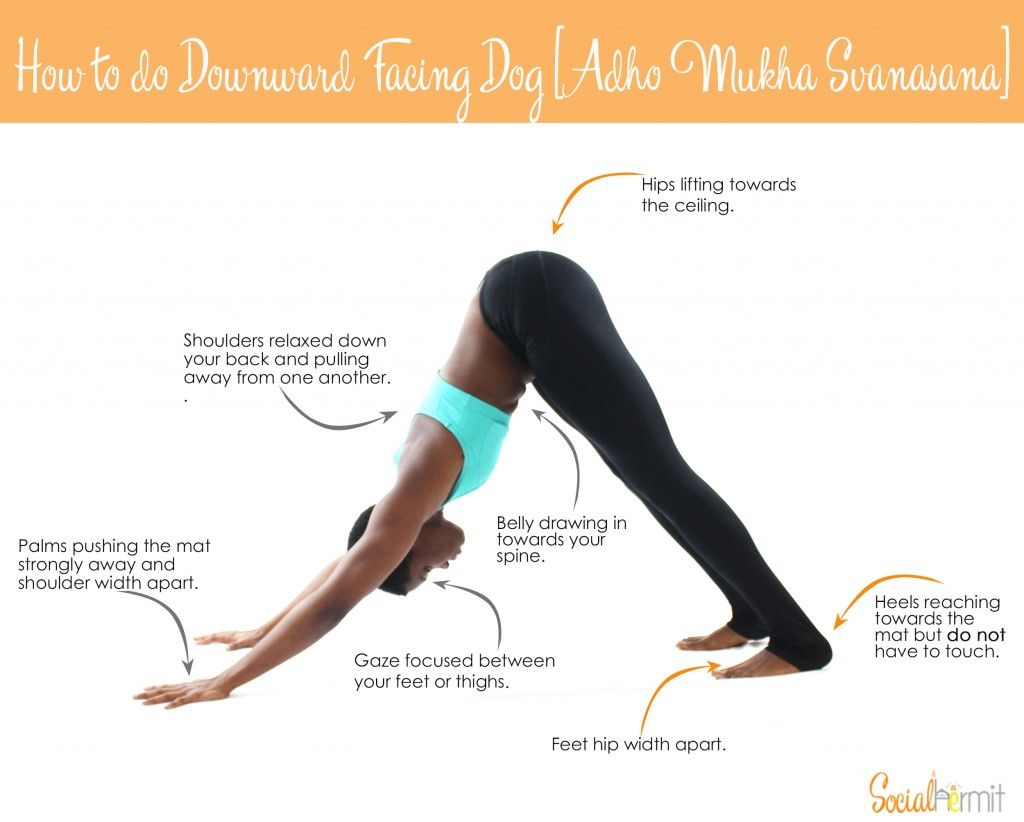 How to do Downward Facing Dog [Adho Mukha Svanasana]
Hips lifting towards
the ceiling.
Shoulders relaxed down
your back and pulling
away from one another.
.
Belly drawing in
towards your
spine.
Palms pushing the mat
strongly away and
shoulder width apart.
Heels reaching
towards the
mat but do not
have to touch.
Gaze focused between
your feet or thighs.
Feet hip width apart.
Socialhermit